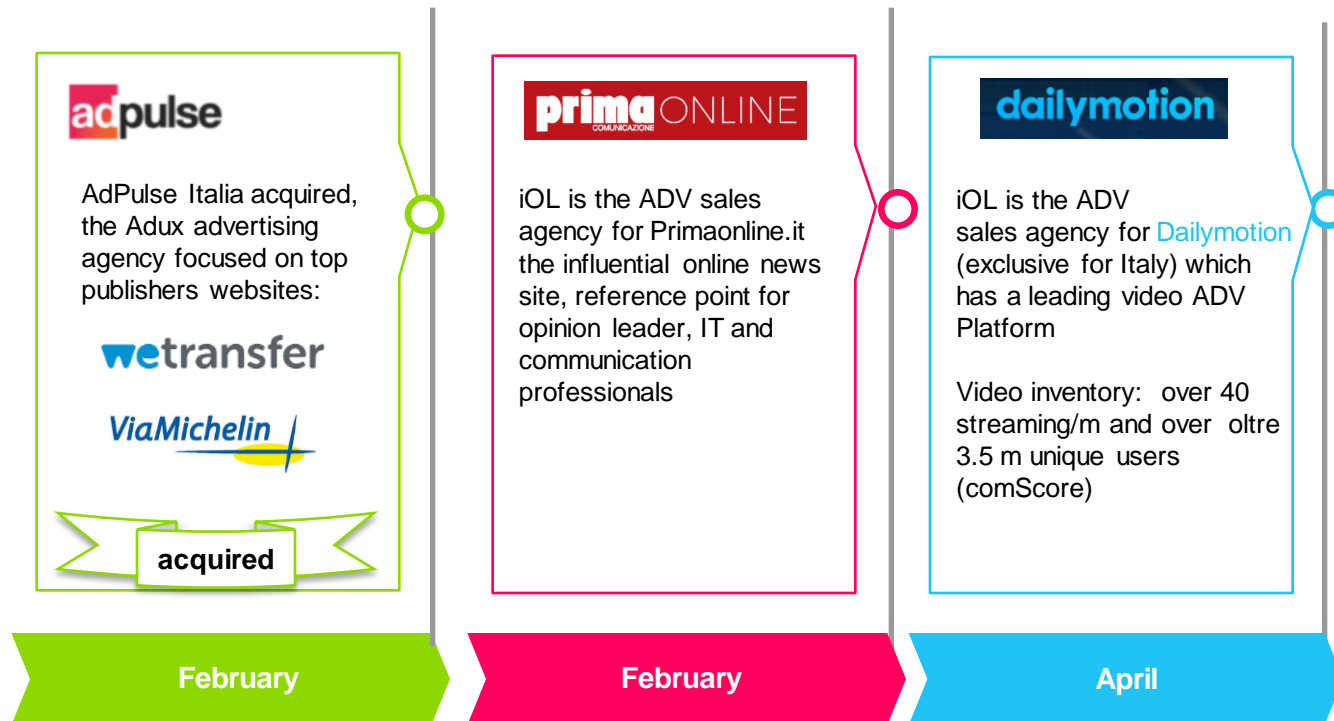 adpulse
AdPulse Italia acquired,
the Adux advertising
agency focused on top
publishers websites:
wetransfer
ViaMichelin
acquired
February
prima ONLINE
COMUNICAZIONE
iOL is the ADV sales
agency for Primaonline.it
the influential online news
site, reference point for
opinion leader, IT and
communication
professionals
February
dailymotion
iOL is the ADV
sales agency for Dailymotion
(exclusive for Italy) which
has a leading video ADV
Platform
Video inventory: over 40
streaming/m and over oltre
3.5 m unique users
(comScore)
April